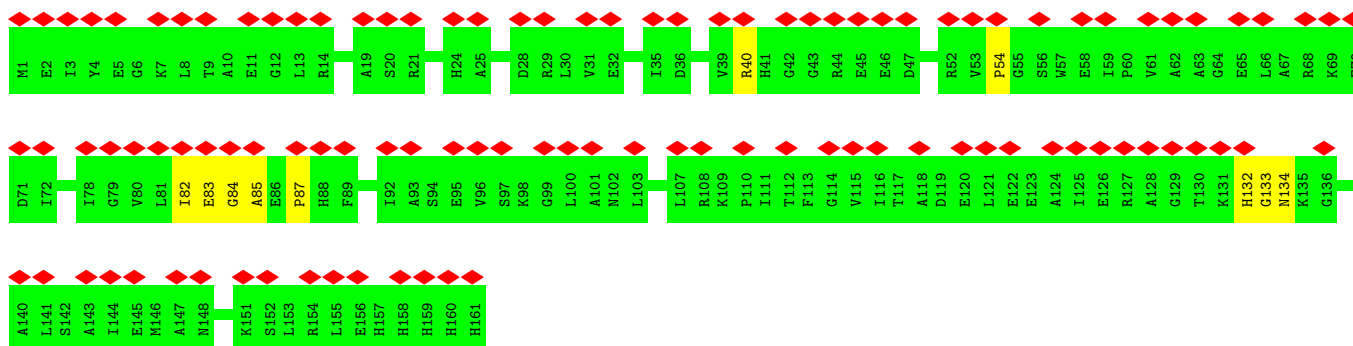 M1 E2 I3 Y4 E5 G6 K7 L8 T9 A10 E11 G12 L13 R14 A19 S20 R21 H24 A25 D28 R29 L30 V31 E32 I35 D36 V39 R40 H41 G42 G43 R44 E45 E46 D47 R52 V53 P54 G55 S56 W57 E58 I59 P60 V61 A62 A63 G64 E65 L66 A67 R68 K69
D71 I72 I78 G79 V80 L81 I82 E83 G84 A85 E86 P87 H88 F89 I92 A93 S94 E95 V96 S97 K98 G99 L100 A101 N102 L103 L107 R108 K109 P110 I111 T112 F113 G114 V115 I116 T117 A118 D119 E120 L121 E122 E123 A124 I125 E126 R127 A128 G129 T130 K131 H132 G133 N134 K135 G136
A140 L141 S142 A143 I144 E145 M146 A147 N148 K151 S152 L153 R154 L155 E156 H157 H158 H159 H160 H161